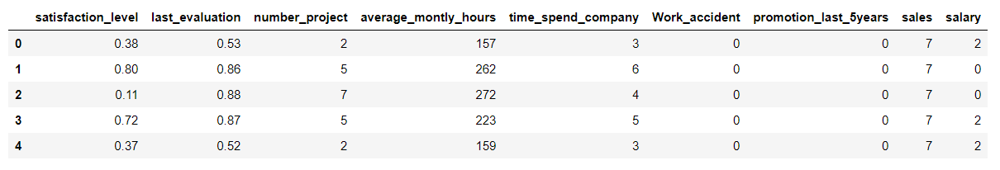 satisfaction_level last_evaluation number_project average_montly_hours time_spend_company Work_accident promotion_last_5years sales salary
0 0.38 0.53 2 157 3 0 0 7 2
1 0.80 0.86 5 262 6 0 0 7 0
2 0.11 0.88 7 272 4 0 0 7 0
3 0.72 0.87 5 223 5 0 0 7 2
4 0.37 0.52 2 159 3 0 0 7 2